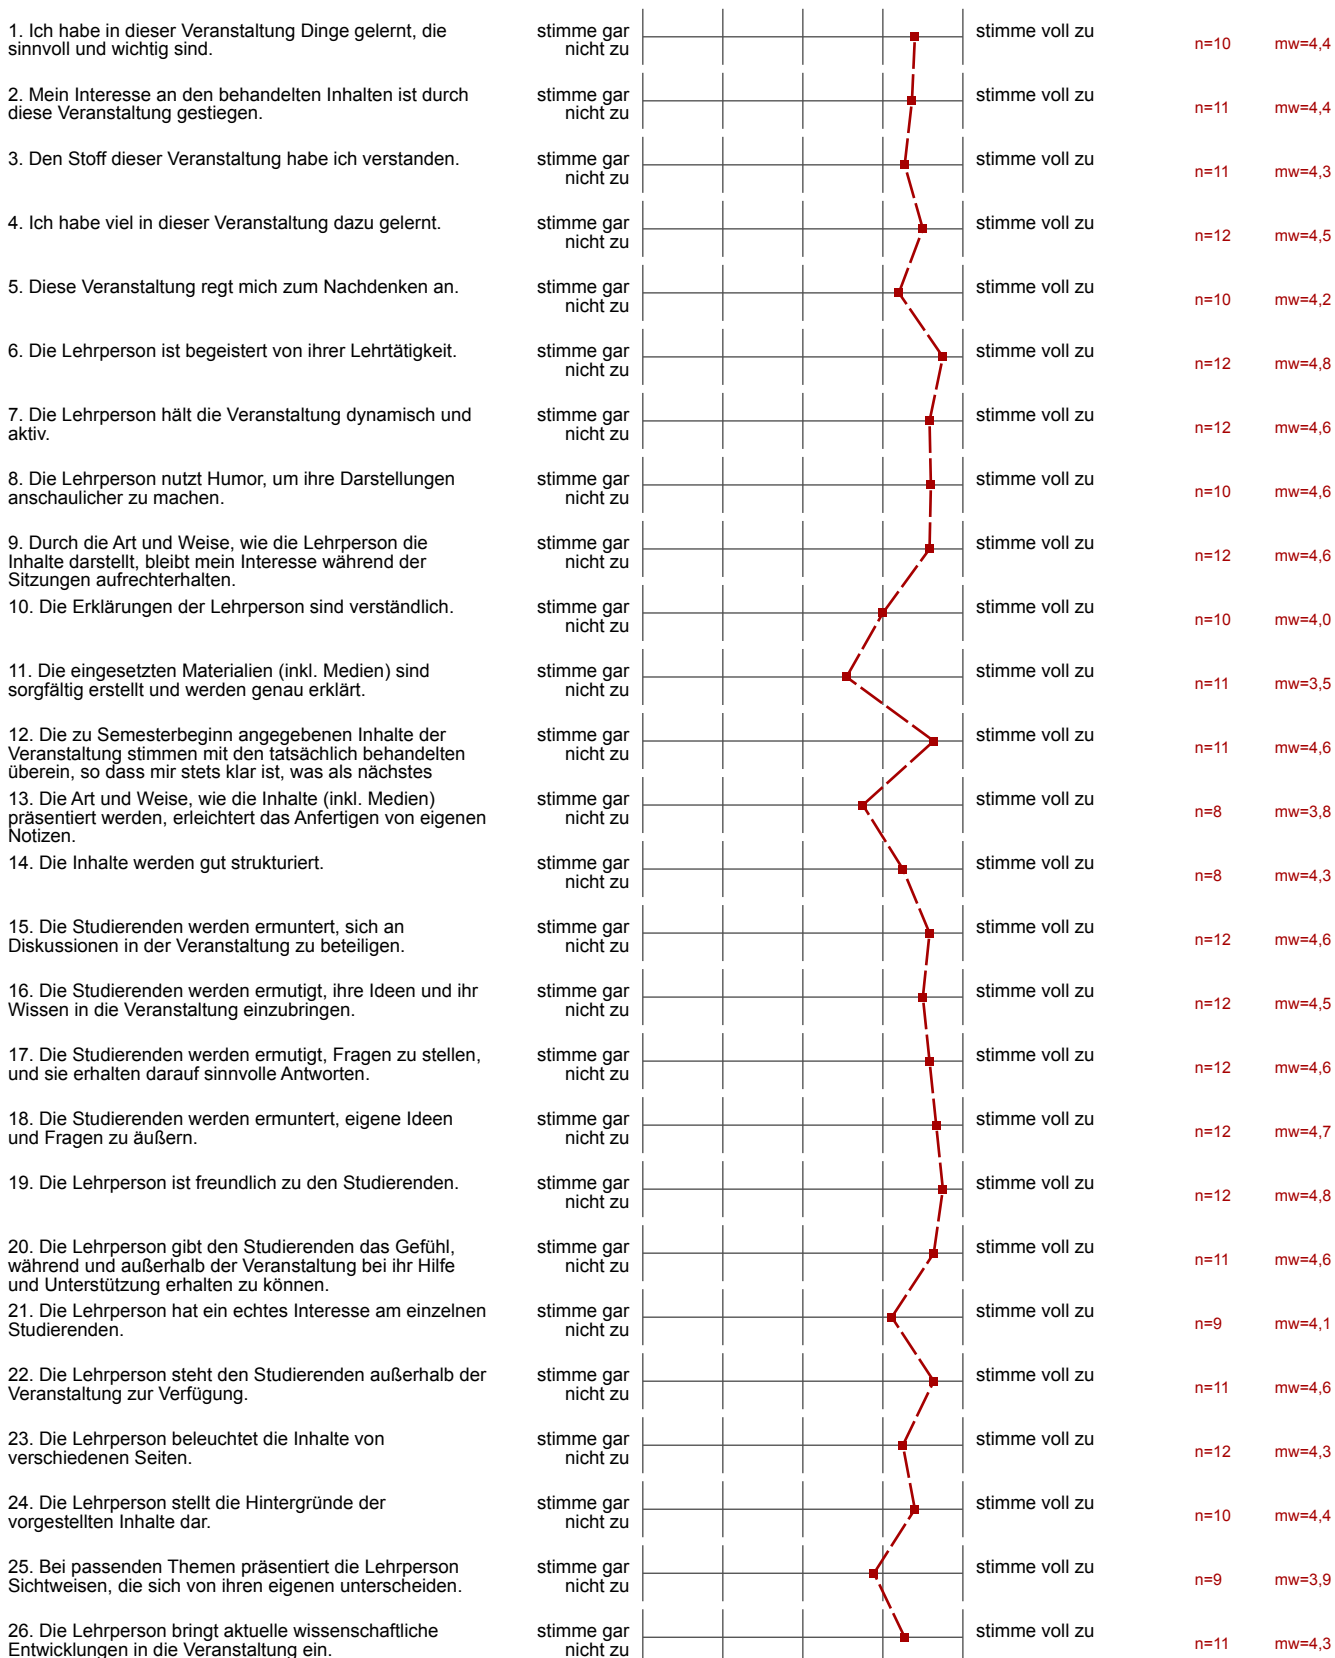 1. Ich habe in dieser Veranstaltung Dinge gelernt, die
sinnvoll und wichtig sind.
stimme gar
nicht zu
stimme voll zu
n=10
mw=4,4
2. Mein Interesse an den behandelten Inhalten ist durch
diese Veranstaltung gestiegen.
stimme gar
nicht zu
stimme voll zu
n=11
mw=4,4
3. Den Stoff dieser Veranstaltung habe ich verstanden.
stimme gar
nicht zu
stimme voll zu
n=11
mw=4,3
4. Ich habe viel in dieser Veranstaltung dazu gelernt.
stimme gar
nicht zu
stimme voll zu
n=12
mw=4,5
5. Diese Veranstaltung regt mich zum Nachdenken an.
stimme gar
nicht zu
stimme voll zu
n=10
mw=4,2
6. Die Lehrperson ist begeistert von ihrer Lehrtätigkeit.
stimme gar
nicht zu
stimme voll zu
n=12
mw=4,8
7. Die Lehrperson hält die Veranstaltung dynamisch und
aktiv.
stimme gar
nicht zu
stimme voll zu
n=12
mw=4,6
8. Die Lehrperson nutzt Humor, um ihre Darstellungen
anschaulicher zu machen.
stimme gar
nicht zu
stimme voll zu
n=10
mw=4,6
9. Durch die Art und Weise, wie die Lehrperson die
Inhalte darstellt, bleibt mein Interesse während der
Sitzungen aufrechterhalten.
stimme gar
nicht zu
stimme voll zu
n=12
mw=4,6
10. Die Erklärungen der Lehrperson sind verständlich.
stimme gar
nicht zu
stimme voll zu
n=10
mw=4,0
11. Die eingesetzten Materialien (inkl. Medien) sind
sorgfältig erstellt und werden genau erklärt.
stimme gar
nicht zu
stimme voll zu
n=11
mw=3,5
12. Die zu Semesterbeginn angegebenen Inhalte der
Veranstaltung stimmen mit den tatsächlich behandelten
überein, so dass mir stets klar ist, was als nächstes
stimme gar
nicht zu
stimme voll zu
n=11
mw=4,6
13. Die Art und Weise, wie die Inhalte (inkl. Medien)
präsentiert werden, erleichtert das Anfertigen von eigenen
Notizen.
stimme gar
nicht zu
stimme voll zu
n=8
mw=3,8
14. Die Inhalte werden gut strukturiert.
stimme gar
nicht zu
stimme voll zu
n=8
mw=4,3
15. Die Studierenden werden ermuntert, sich an
Diskussionen in der Veranstaltung zu beteiligen.
stimme gar
nicht zu
stimme voll zu
n=12
mw=4,6
16. Die Studierenden werden ermutigt, ihre Ideen und ihr
Wissen in die Veranstaltung einzubringen.
stimme gar
nicht zu
stimme voll zu
n=12
mw=4,5
17. Die Studierenden werden ermutigt, Fragen zu stellen,
und sie erhalten darauf sinnvolle Antworten.
stimme gar
nicht zu
stimme voll zu
n=12
mw=4,6
18. Die Studierenden werden ermuntert, eigene Ideen
und Fragen zu äußern.
stimme gar
nicht zu
stimme voll zu
n=12
mw=4,7
19. Die Lehrperson ist freundlich zu den Studierenden.
stimme gar
nicht zu
stimme voll zu
n=12
mw=4,8
20. Die Lehrperson gibt den Studierenden das Gefühl,
während und außerhalb der Veranstaltung bei ihr Hilfe
und Unterstützung erhalten zu können.
stimme gar
nicht zu
stimme voll zu
n=11
mw=4,6
21. Die Lehrperson hat ein echtes Interesse am einzelnen
Studierenden.
stimme gar
nicht zu
stimme voll zu
n=9
mw=4,1
22. Die Lehrperson steht den Studierenden außerhalb der
Veranstaltung zur Verfügung.
stimme gar
nicht zu
stimme voll zu
n=11
mw=4,6
23. Die Lehrperson beleuchtet die Inhalte von
verschiedenen Seiten.
stimme gar
nicht zu
stimme voll zu
n=12
mw=4,3
24. Die Lehrperson stellt die Hintergründe der
vorgestellten Inhalte dar.
stimme gar
nicht zu
stimme voll zu
n=10
mw=4,4
25. Bei passenden Themen präsentiert die Lehrperson
Sichtweisen, die sich von ihren eigenen unterscheiden.
stimme gar
nicht zu
stimme voll zu
n=9
mw=3,9
26. Die Lehrperson bringt aktuelle wissenschaftliche
Entwicklungen in die Veranstaltung ein.
stimme gar
nicht zu
stimme voll zu
n=11
mw=4,3